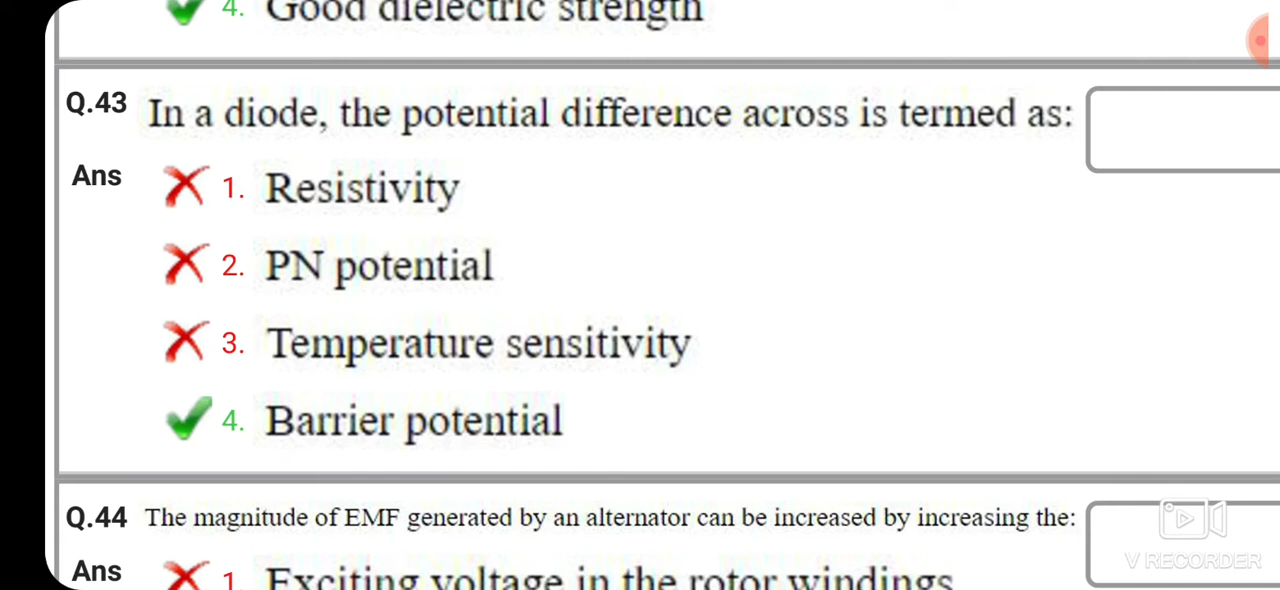 4. Good dielectric strength
Q.43 In a diode, the potential difference across is termed as:
Ans
1. Resistivity
2. PN potential
3. Temperature sensitivity
4. Barrier potential
Q.44 The magnitude of EMF generated by an alternator can be increased by increasing the:
Ans
1. Exciting voltage in the rotor windings
V RECORDER